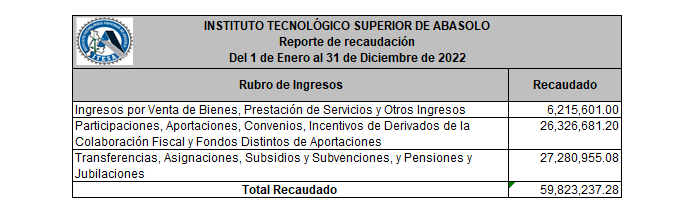 INSTITUTO TECNOLÓGICO SUPERIOR DE ABASOLO
Reporte de recaudación
Del 1 de Enero al 31 de Diciembre de 2022
ITESA
Rubro de Ingresos Recaudado
Ingresos por Venta de Bienes, Prestación de Servicios y Otros Ingresos 6,215,601.00
Participaciones, Aportaciones, Convenios, Incentivos de Derivados de la 26,326,681.20
Colaboración Fiscal y Fondos Distintos de Aportaciones
Transferencias, Asignaciones, Subsidios y Subvenciones, y Pensiones y 27,280,955.08
Jubilaciones
Total Recaudado 59,823,237.28